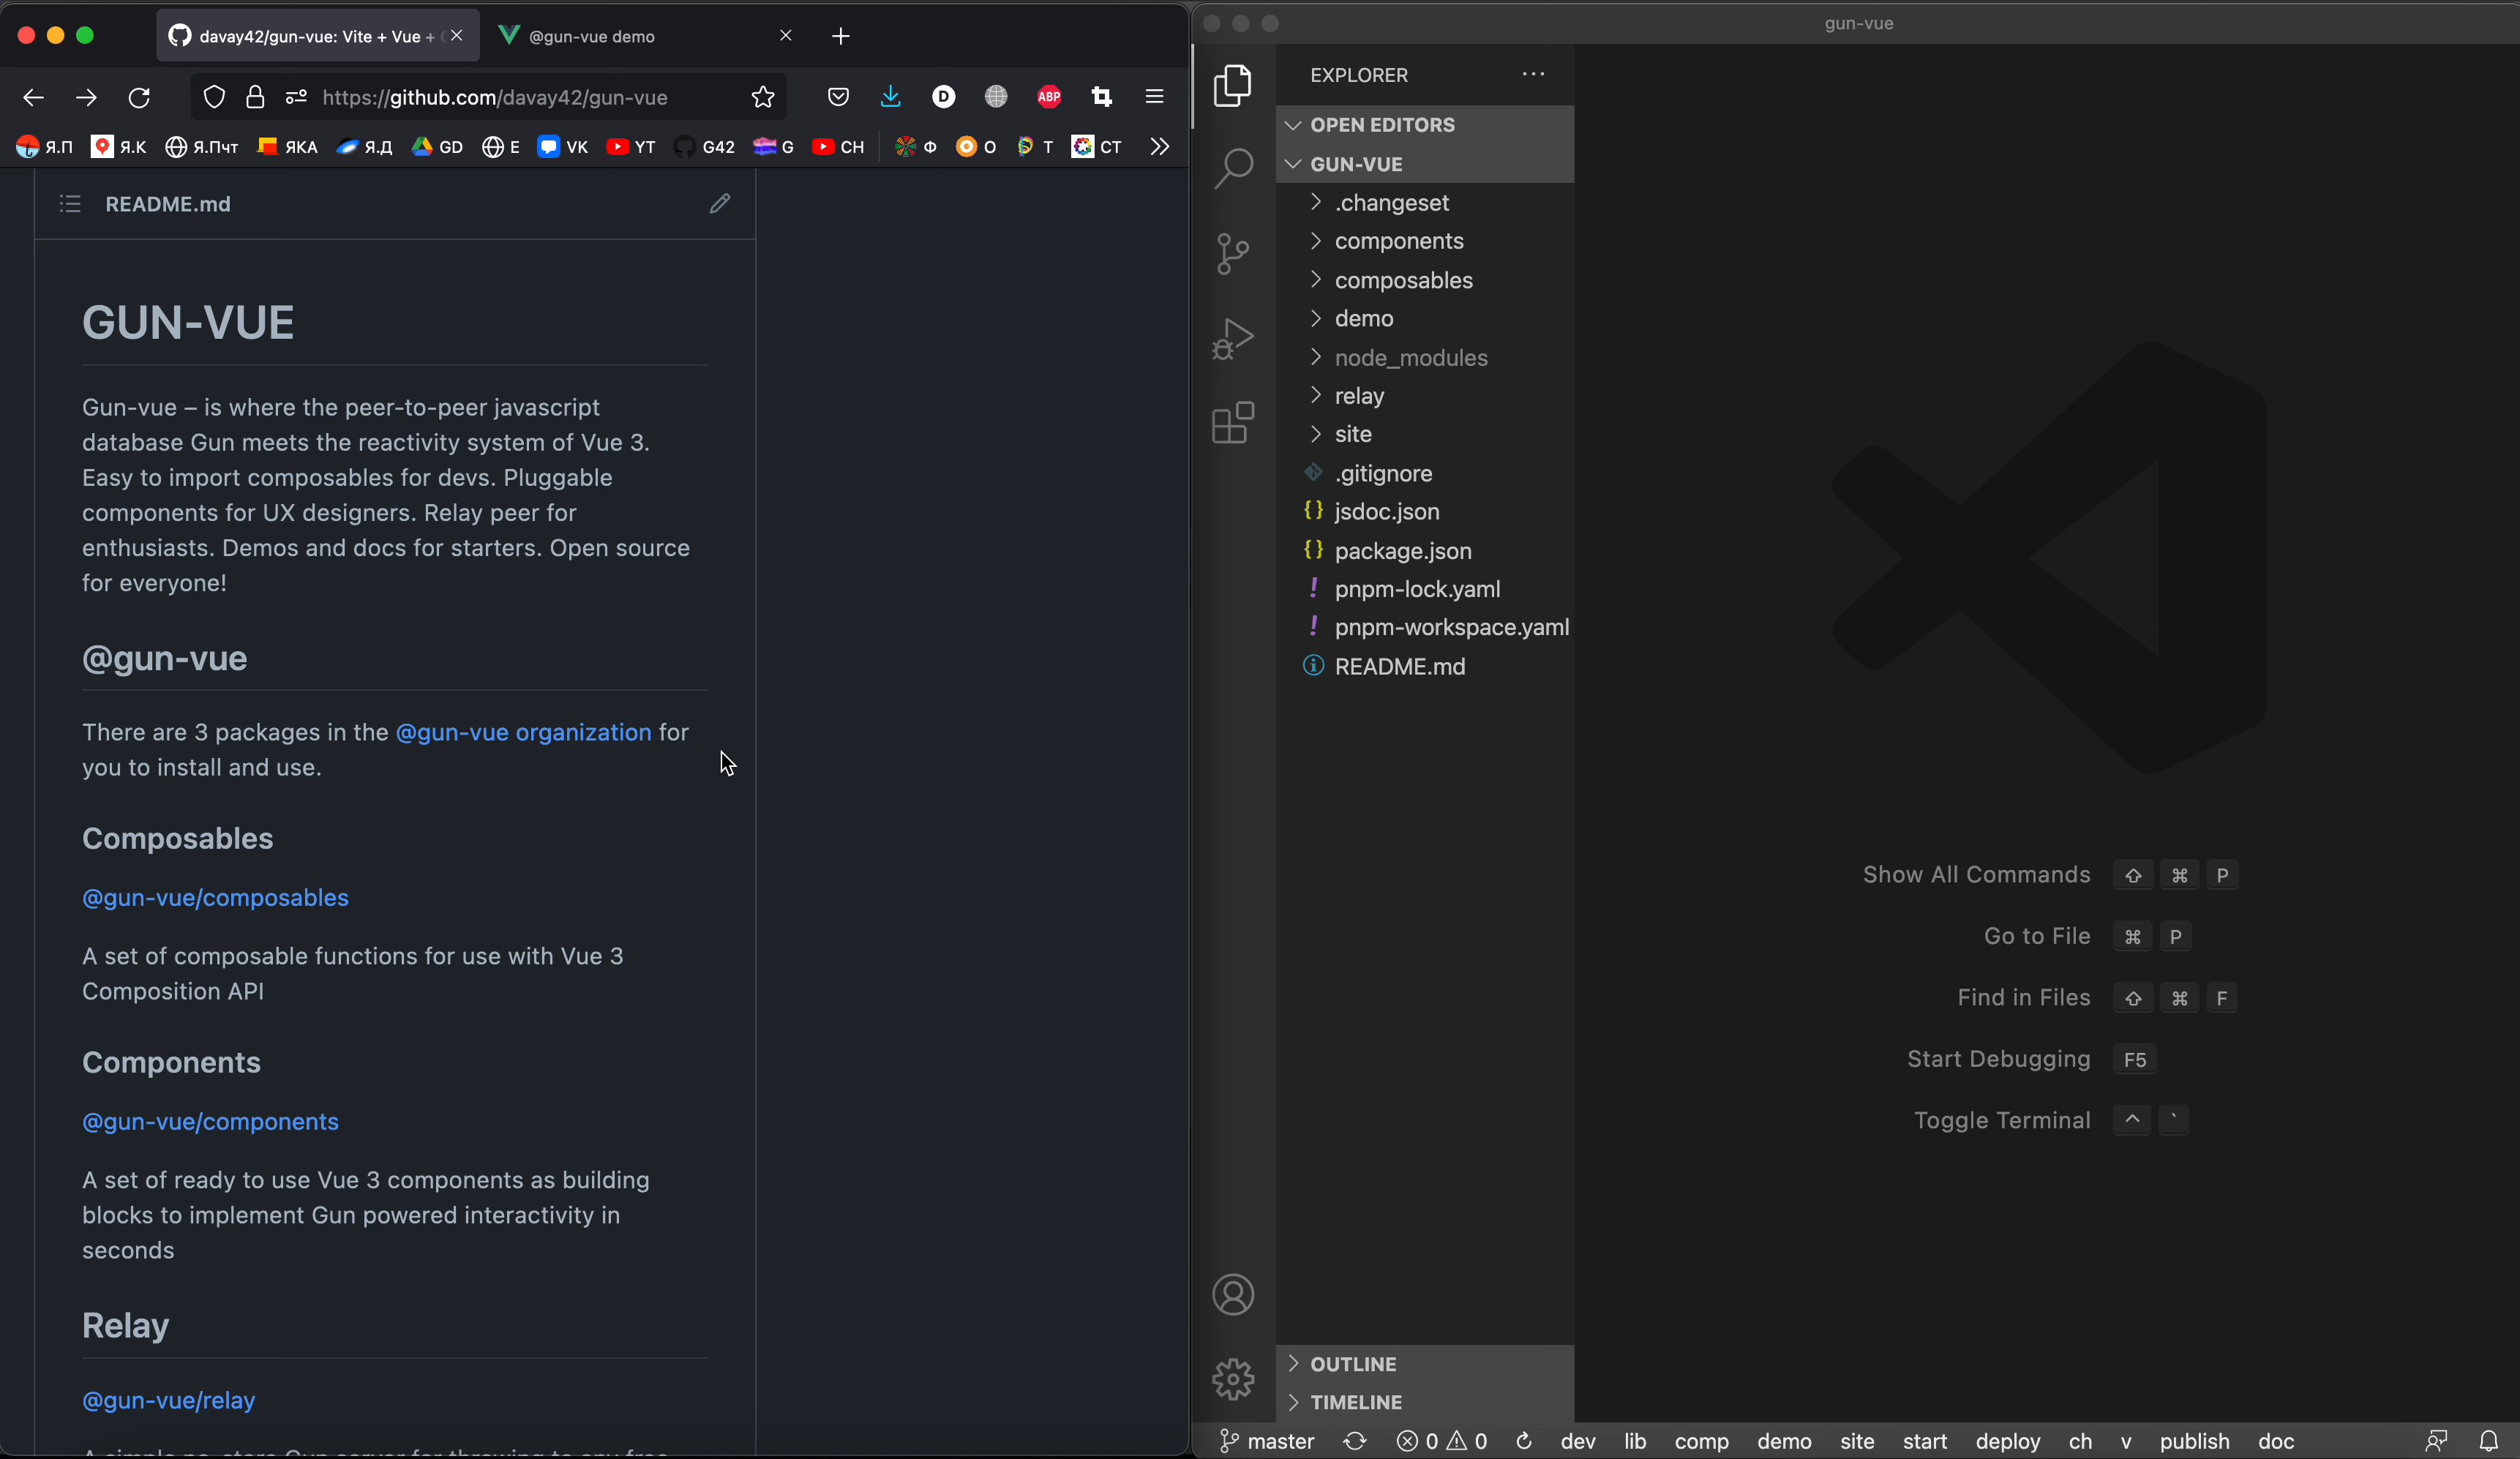 davay42/gun-vue: Vite + Vue +
@gun-vue demo
https://github.com/davay42/gun-vue
D
ABP
Я.П
Я.К
Я.Пчт
ЯКА
Я.Д
GD
E
VK
YT
G42
G
CH
Ф
O
T
CT
README.md
GUN-VUE
Gun-vue – is where the peer-to-peer javascript
database Gun meets the reactivity system of Vue 3.
Easy to import composables for devs. Pluggable
components for UX designers. Relay peer for
enthusiasts. Demos and docs for starters. Open source
for everyone!
@gun-vue
There are 3 packages in the @gun-vue organization for
you to install and use.
Composables
@gun-vue/composables
A set of composable functions for use with Vue 3
Composition API
Components
@gun-vue/components
A set of ready to use Vue 3 components as building
blocks to implement Gun powered interactivity in
seconds
Relay
@gun-vue/relay
gun-vue
EXPLORER
OPEN EDITORS
GUN-VUE
.changeset
components
composables
demo
node_modules
relay
site
.gitignore
{} jsdoc.json
{} package.json
! pnpm-lock.yaml
! pnpm-workspace.yaml
README.md
OUTLINE
TIMELINE
Show All Commands ⇧ ⌘ P
Go to File ⌘ P
Find in Files ⇧ ⌘ F
Start Debugging F5
Toggle Terminal ^ `
master 0 0 dev lib comp demo site start deploy ch v publish doc